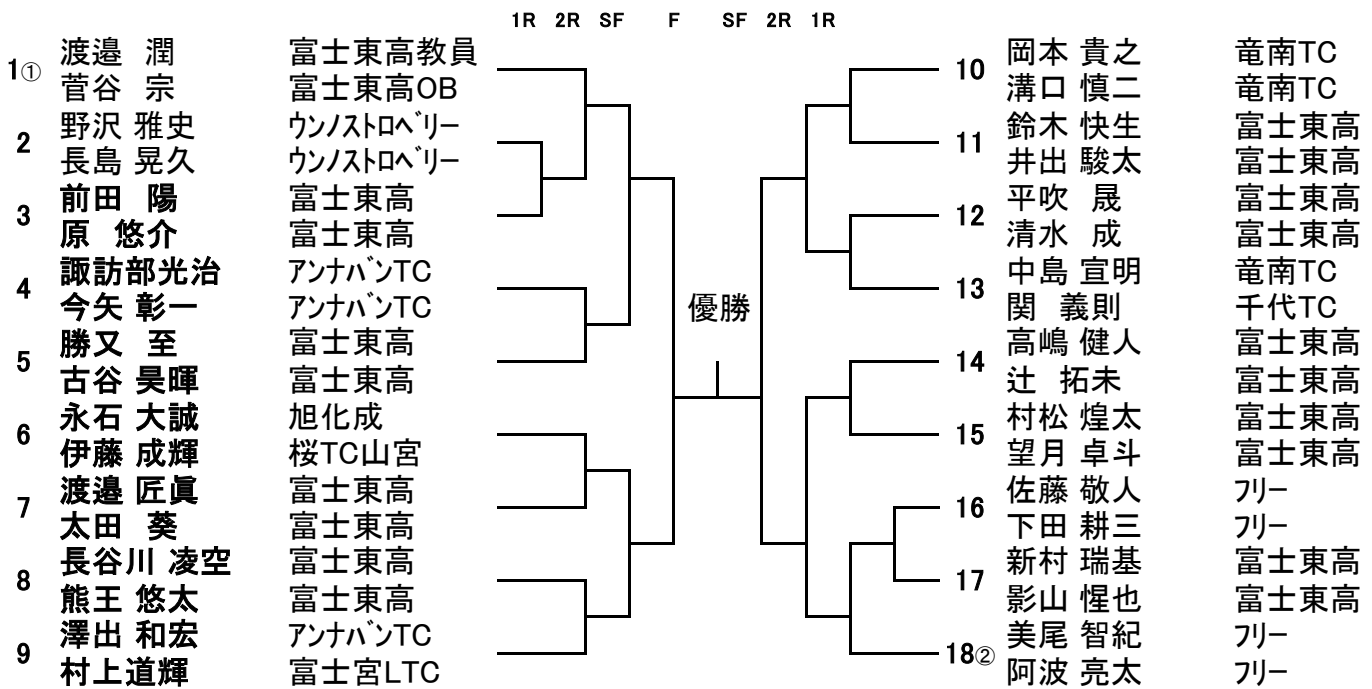 1R 2R SF F SF 2R 1R
1① 渡邉 潤 富士東高教員
菅谷 宗 富士東高OB
2 野沢 雅史 ウンノストロベリー
長島 晃久 ウンノストロベリー
3 前田 陽 富士東高
原 悠介 富士東高
4 諏訪部光治 アンナバンTC
今矢 彰一 アンナバンTC
5 勝又 至 富士東高
古谷 昊暉 富士東高
6 永石 大誠 旭化成
伊藤 成輝 桜TC山宮
7 渡邉 匠眞 富士東高
太田 葵 富士東高
8 長谷川 凌空 富士東高
熊王 悠太 富士東高
9 澤出 和宏 アンナバンTC
村上道輝 富士宮LTC
優勝
10 岡本 貴之 竜南TC
溝口 慎二 竜南TC
11 鈴木 快生 富士東高
井出 駿太 富士東高
12 平吹 晟 富士東高
清水 成 富士東高
13 中島 宣明 竜南TC
関 義則 千代TC
14 高嶋 健人 富士東高
辻 拓未 富士東高
15 村松 煌太 富士東高
望月 卓斗 富士東高
16 佐藤 敬人 フリー
下田 耕三 フリー
17 新村 瑞基 富士東高
影山 惺也 富士東高
18② 美尾 智紀 フリー
阿波 亮太 フリー